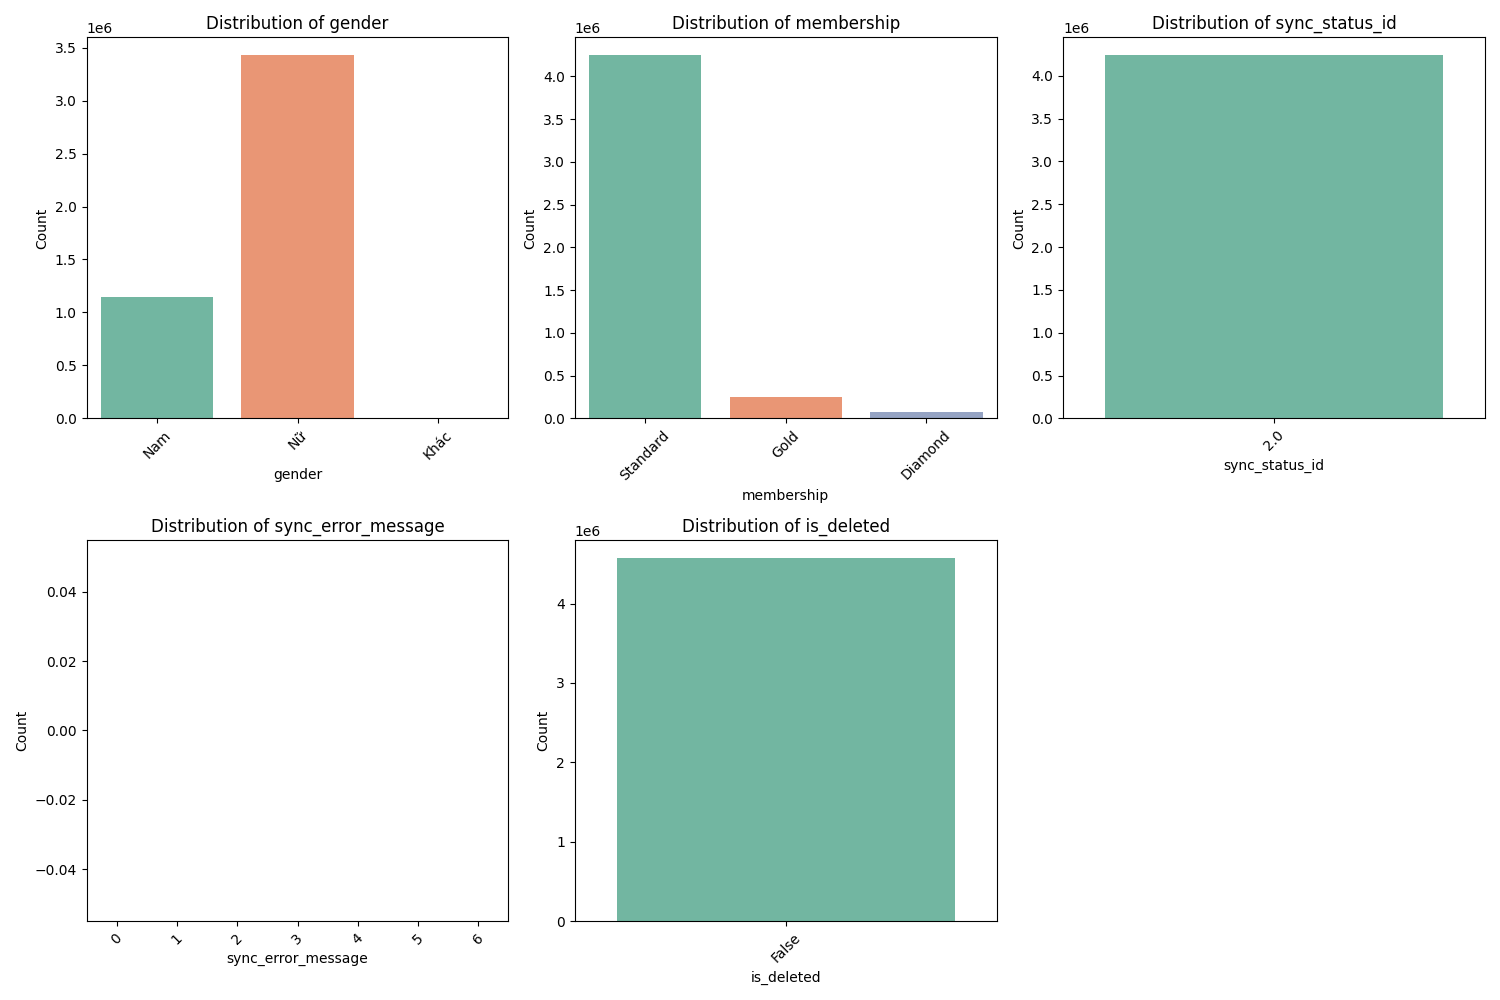 Distribution of gender
1e6
3.5
3.0
2.5
2.0
1.5
1.0
0.5
0.0
Count
Nam
Nữ
Khác
gender
Distribution of membership
1e6
4.0
3.5
3.0
2.5
2.0
1.5
1.0
0.5
0.0
Count
Standard
Gold
Diamond
membership
Distribution of sync_status_id
1e6
4.0
3.5
3.0
2.5
2.0
1.5
1.0
0.5
0.0
Count
2.0
sync_status_id
Distribution of sync_error_message
0.04
0.02
0.00
−0.02
−0.04
Count
0 1 2 3 4 5 6
sync_error_message
Distribution of is_deleted
1e6
4
3
2
1
0
Count
False
is_deleted